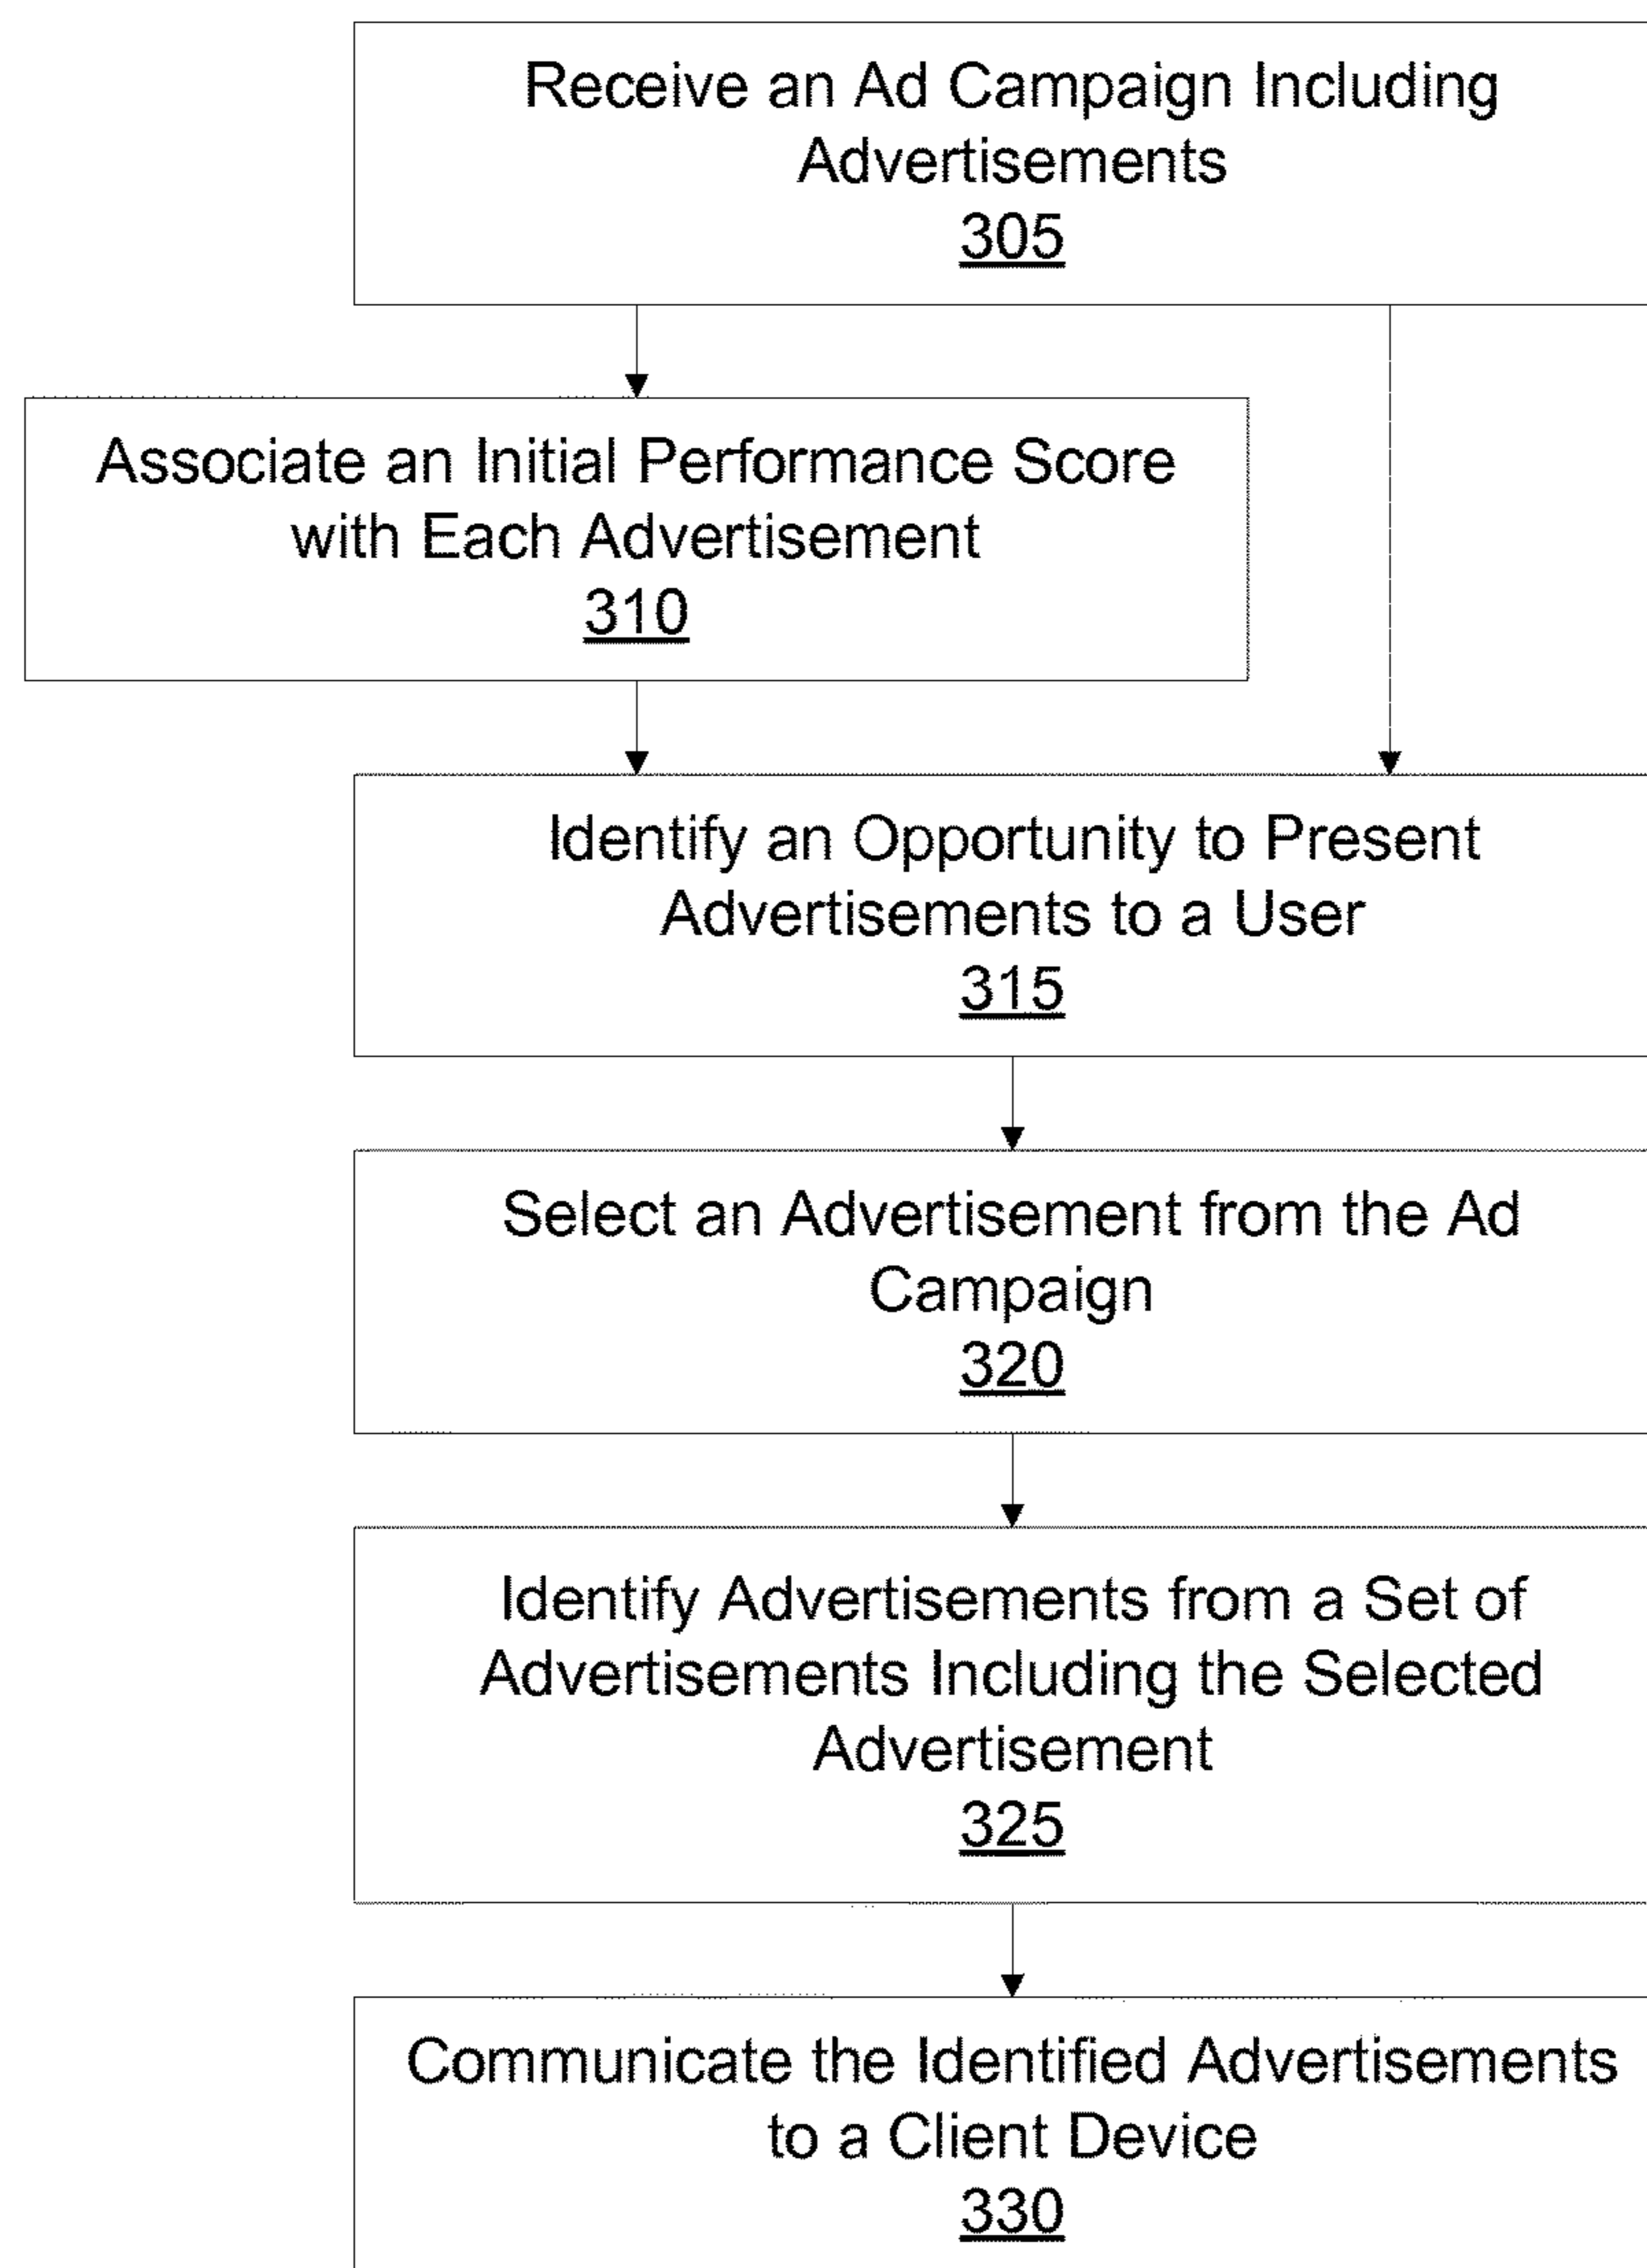 Receive an Ad Campaign Including
Advertisements
305
Associate an Initial Performance Score
with Each Advertisement
310
Identify an Opportunity to Present
Advertisements to a User
315
Select an Advertisement from the Ad
Campaign
320
Identify Advertisements from a Set of
Advertisements Including the Selected
Advertisement
325
Communicate the Identified Advertisements
to a Client Device
330